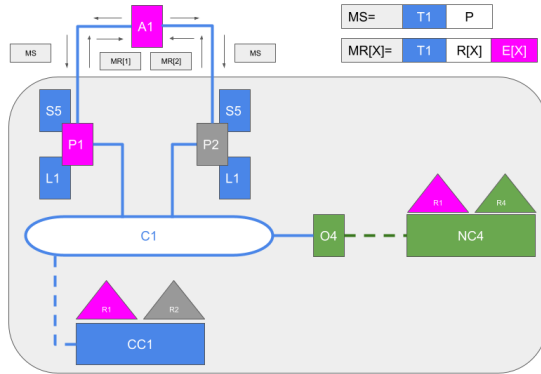 A1
MS= T1 P
MR[X]= T1 R[X] E[X]
MS MR[1] MR[2] MS
S5 S5
P1 P2
L1 L1
C1 O4 NC4
R1 R4
R1 R2
CC1